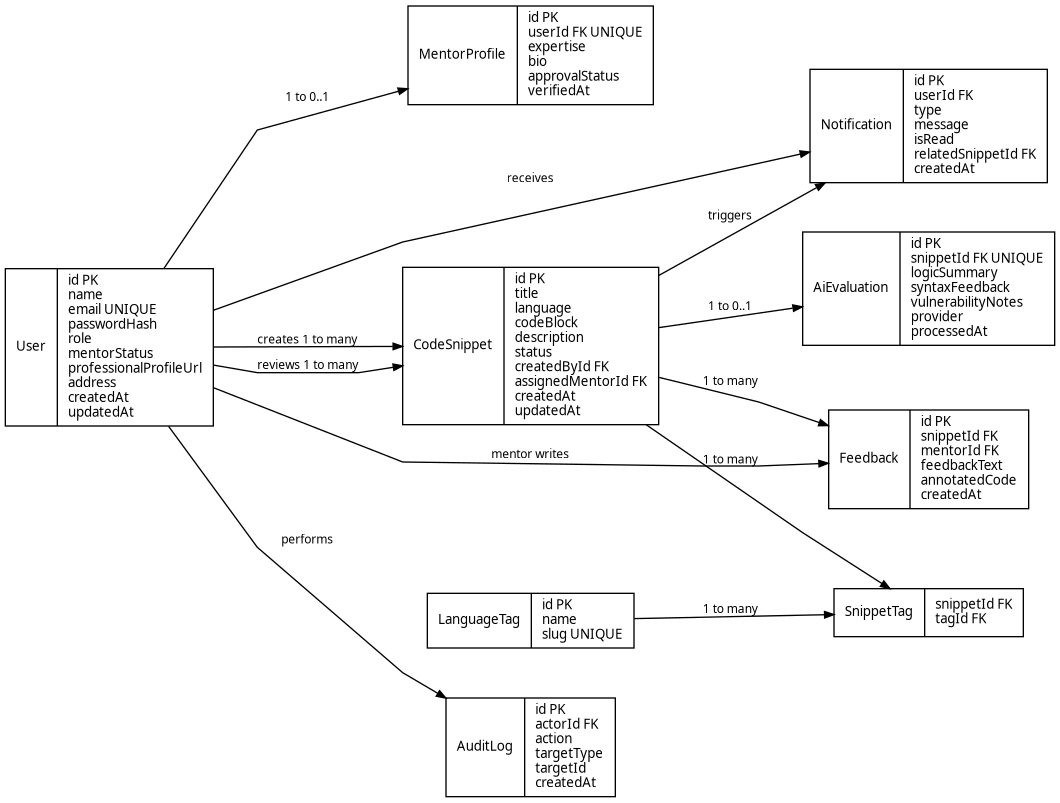 MentorProfile
id PK
userId FK UNIQUE
expertise
bio
approvalStatus
verifiedAt
1 to 0..1
Notification
id PK
userId FK
type
message
isRead
relatedSnippetId FK
createdAt
receives
triggers
User
id PK
name
email UNIQUE
passwordHash
role
mentorStatus
professionalProfileUrl
address
createdAt
updatedAt
creates 1 to many
reviews 1 to many
CodeSnippet
id PK
title
language
codeBlock
description
status
createdById FK
assignedMentorId FK
createdAt
updatedAt
1 to 0..1
AiEvaluation
id PK
snippetId FK UNIQUE
logicSummary
syntaxFeedback
vulnerabilityNotes
provider
processedAt
1 to many
mentor writes
1 to many
Feedback
id PK
snippetId FK
mentorId FK
feedbackText
annotatedCode
createdAt
performs
LanguageTag
id PK
name
slug UNIQUE
1 to many
SnippetTag
snippetId FK
tagId FK
AuditLog
id PK
actorId FK
action
targetType
targetId
createdAt